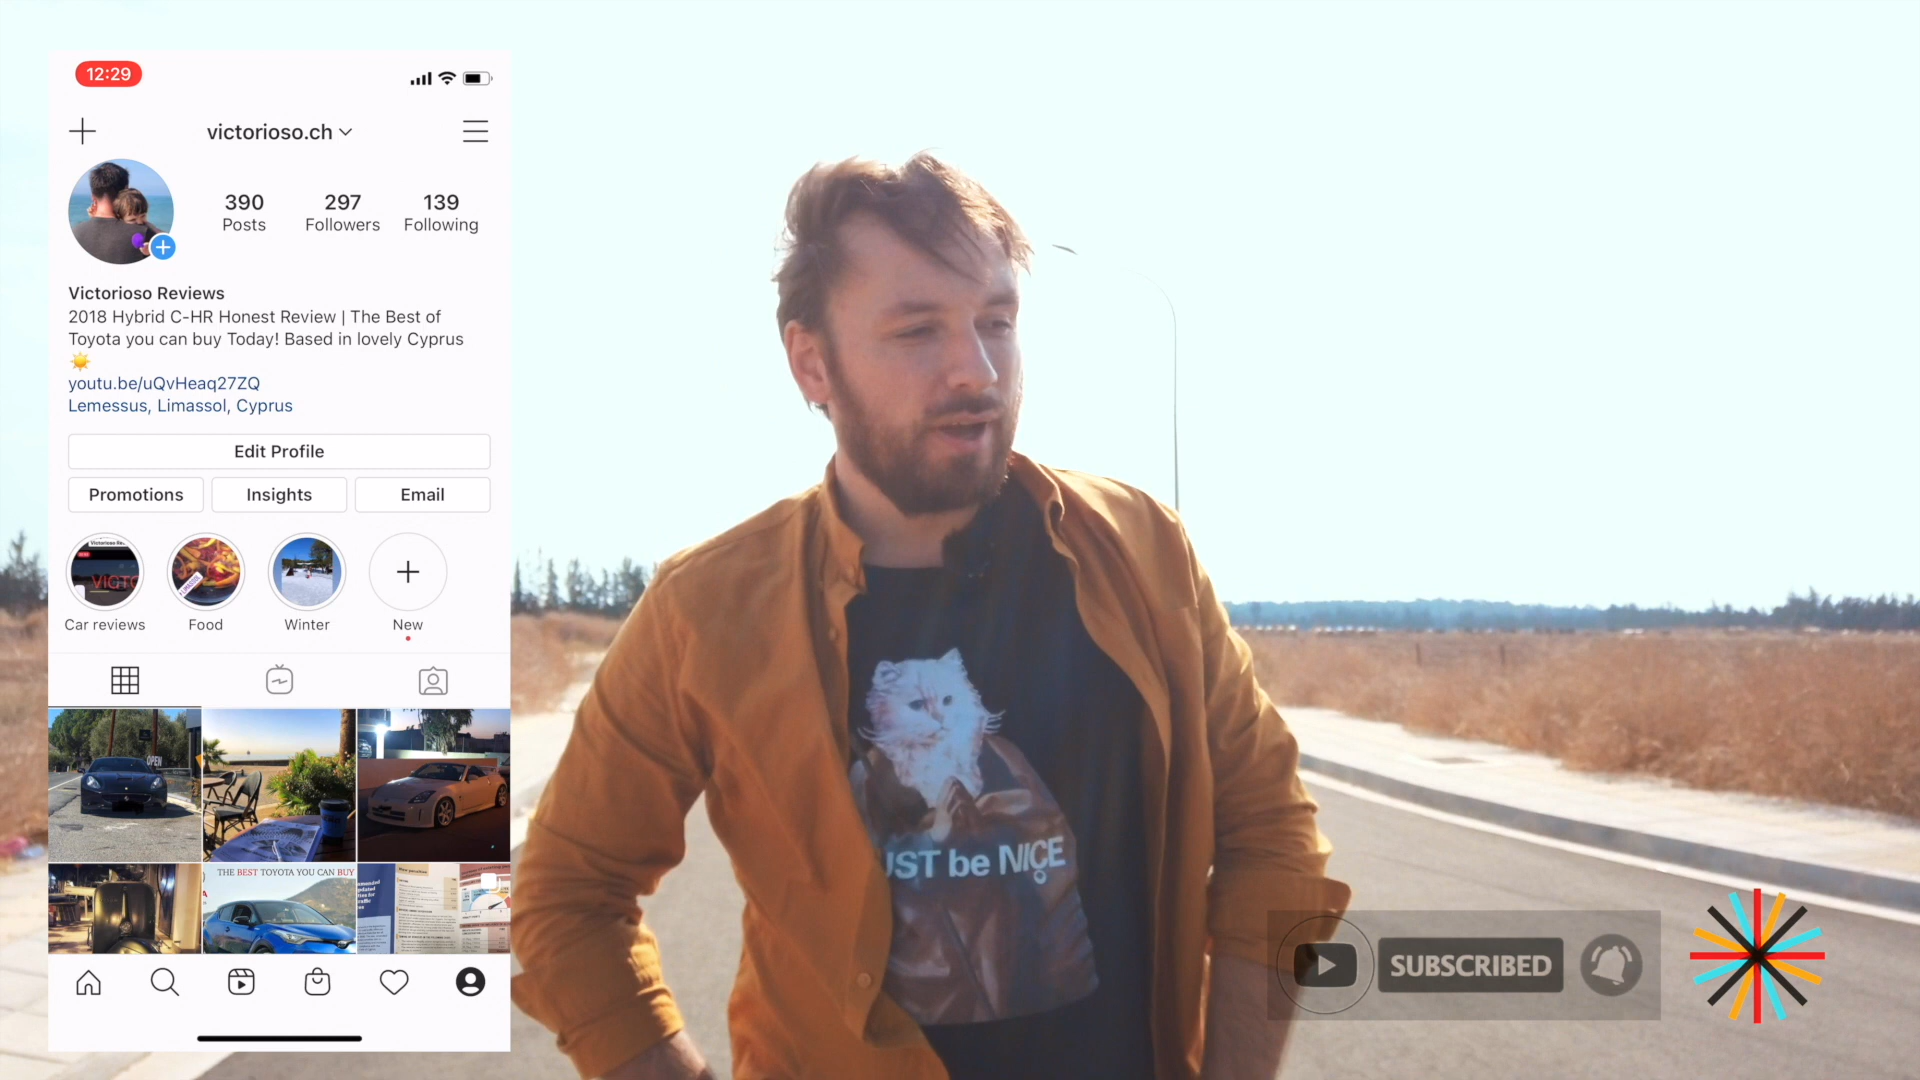 12:29
victorioso.ch
390
297
139
Posts
Followers
Following
Victorioso Reviews
2018 Hybrid C-HR Honest Review | The Best of
Toyota you can buy Today! Based in lovely Cyprus
youtu.be/uQvHeaq27ZQ
Lemessus, Limassol, Cyprus
Edit Profile
Promotions
Insights
Email
Car reviews
Food
Winter
New
OPEN
THE BEST TOYOTA YOU CAN BUY
UST be NICE
SUBSCRIBED